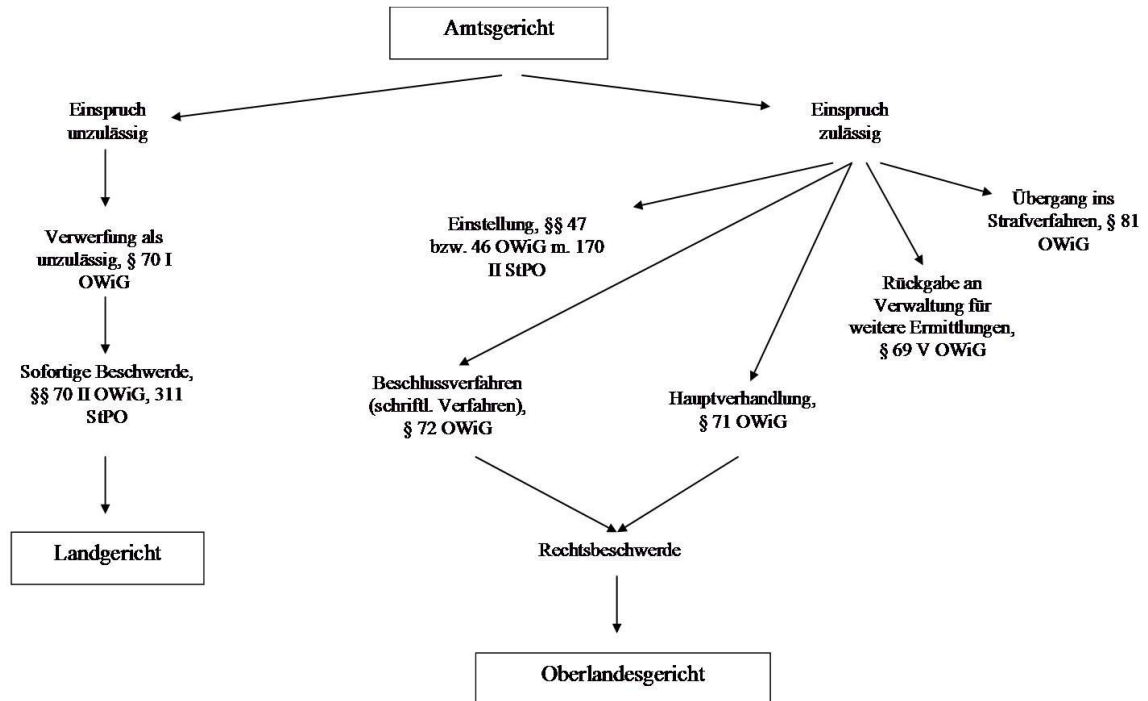 Amtsgericht
Einspruch
unzulässig
Einspruch
zulässig
Verwerfung als
unzulässig, § 70 I
OWiG
Einstellung, §§ 47
bzw. 46 OWiG m. 170
II StPO
Übergang ins
Strafverfahren, § 81
OWiG
Rückgabe an
Verwaltung für
weitere Ermittlungen,
§ 69 V OWiG
Sofortige Beschwerde,
§§ 70 II OWiG, 311
StPO
Beschlussverfahren
(schriftl. Verfahren),
§ 72 OWiG
Hauptverhandlung,
§ 71 OWiG
Landgericht
Rechtsbeschwerde
Oberlandesgericht